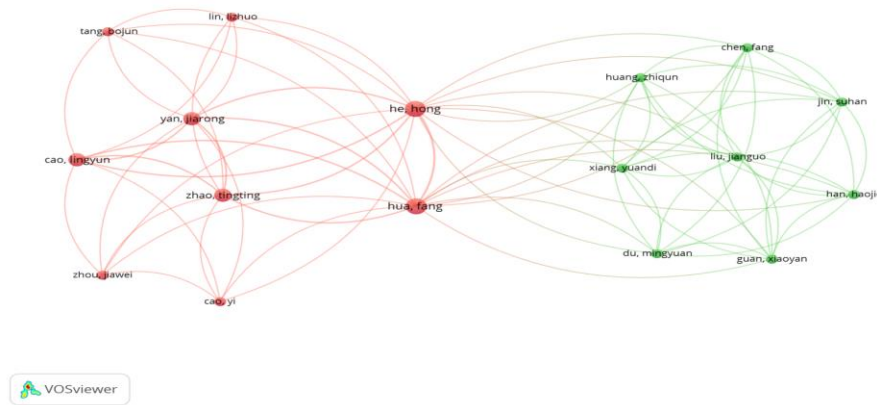 lin, lizhuo
tang, bojun
chen, fang
huang, zhiqun
jin, suhan
he, hong
yan, jiarong
cao, lingyun
liu, jianguo
xiang, yuandi
zhao, tingting
han, haojie
hua, fang
du, mingyuan
guan, xiaoyan
zhou, jiawei
cao, yi
VOSviewer